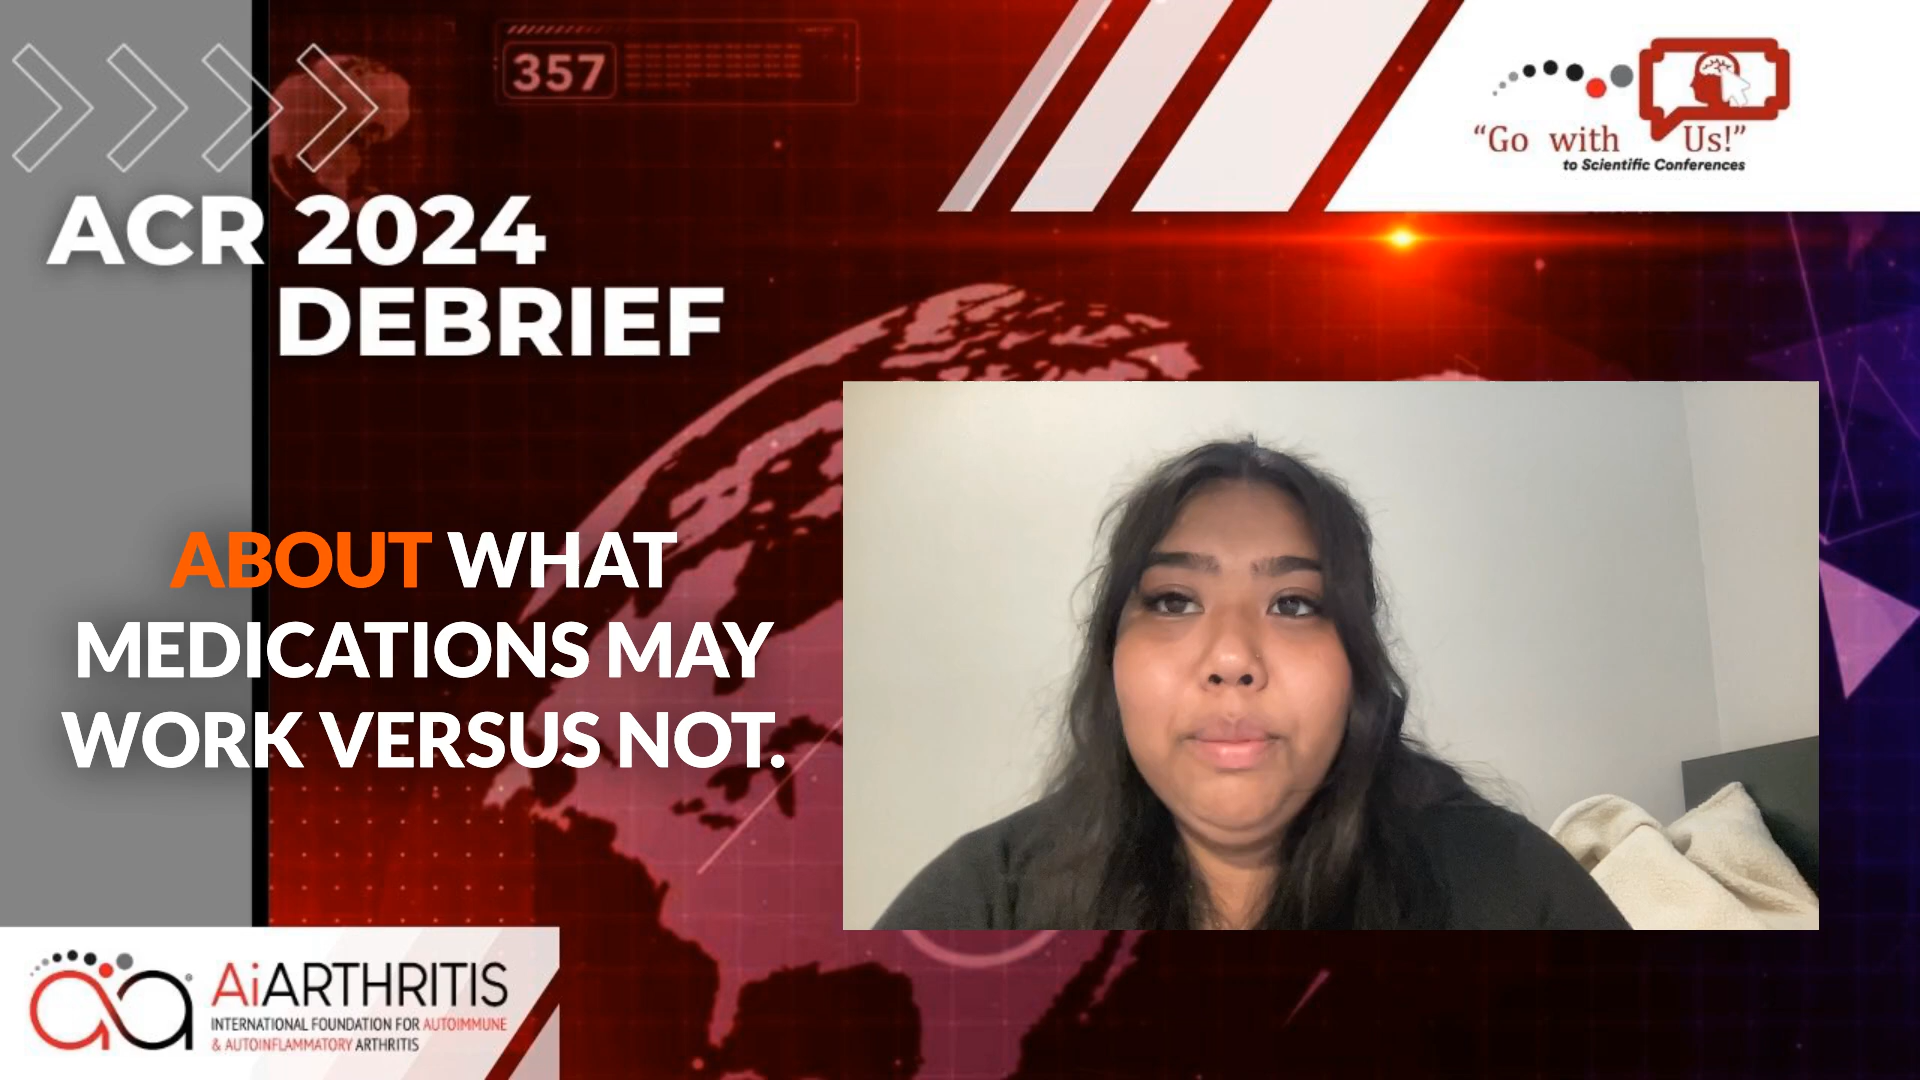 357
"Go with Us!"
to Scientific Conferences
ACR 2024
DEBRIEF
ABOUT WHAT
MEDICATIONS MAY
WORK VERSUS NOT.
AiARTHRITIS
INTERNATIONAL FOUNDATION FOR AUTOIMMUNE
& AUTOINFLAMMATORY ARTHRITIS